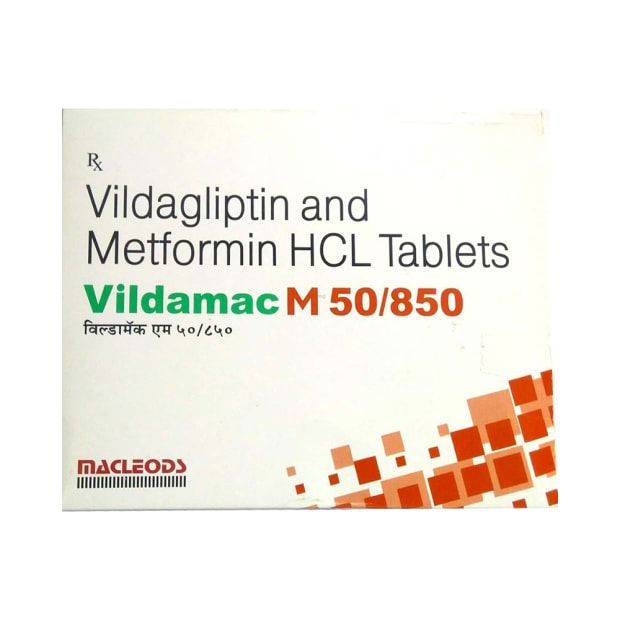 Rx
Vildagliptin and
Metformin HCL Tablets
Vildamac M 50/850
विल्डामॅक एम ५०/८५०
MACLEODS